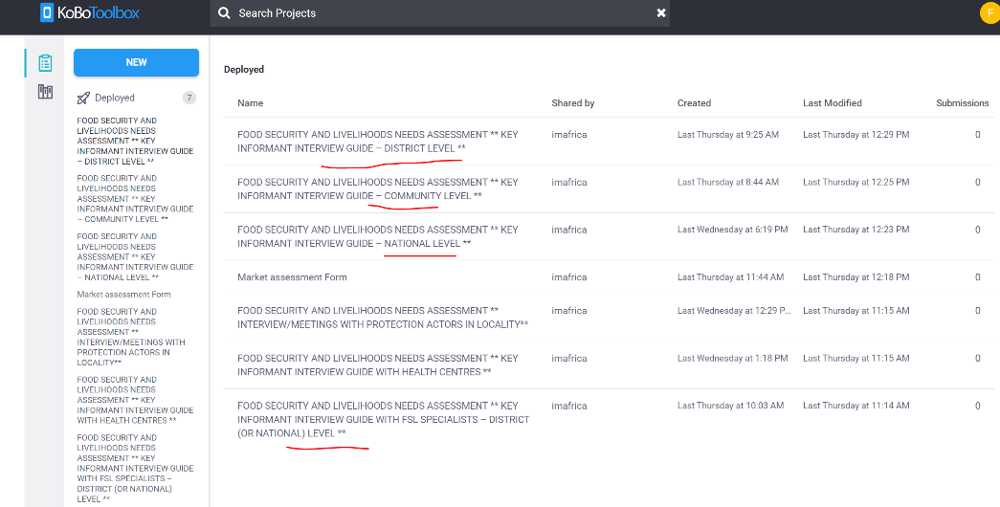 KoBoToolbox
Search Projects
F
NEW
Deployed 7
FOOD SECURITY AND
LIVELIHOODS NEEDS
ASSESSMENT ** KEY
INFORMANT INTERVIEW GUIDE
– DISTRICT LEVEL **
FOOD SECURITY AND
LIVELIHOODS NEEDS
ASSESSMENT ** KEY
INFORMANT INTERVIEW GUIDE
– COMMUNITY LEVEL **
FOOD SECURITY AND
LIVELIHOODS NEEDS
ASSESSMENT ** KEY
INFORMANT INTERVIEW GUIDE
– NATIONAL LEVEL **
Market assessment Form
FOOD SECURITY AND
LIVELIHOODS NEEDS
ASSESSMENT **
INTERVIEW/MEETINGS WITH
PROTECTION ACTORS IN
LOCALITY**
FOOD SECURITY AND
LIVELIHOODS NEEDS
ASSESSMENT ** KEY
INFORMANT INTERVIEW GUIDE
WITH HEALTH CENTRES **
FOOD SECURITY AND
LIVELIHOODS NEEDS
ASSESSMENT ** KEY
INFORMANT INTERVIEW GUIDE
WITH FSL SPECIALISTS –
DISTRICT (OR NATIONAL)
LEVEL **
Deployed
Name Shared by Created Last Modified Submissions
FOOD SECURITY AND LIVELIHOODS NEEDS ASSESSMENT ** KEY imafrica Last Thursday at 9:25 AM Last Thursday at 12:29 PM 0
INFORMANT INTERVIEW GUIDE – DISTRICT LEVEL **
FOOD SECURITY AND LIVELIHOODS NEEDS ASSESSMENT ** KEY imafrica Last Thursday at 8:44 AM Last Thursday at 12:25 PM 0
INFORMANT INTERVIEW GUIDE – COMMUNITY LEVEL **
FOOD SECURITY AND LIVELIHOODS NEEDS ASSESSMENT ** KEY imafrica Last Wednesday at 6:19 PM Last Thursday at 12:23 PM 0
INFORMANT INTERVIEW GUIDE – NATIONAL LEVEL **
Market assessment Form imafrica Last Thursday at 11:44 AM Last Thursday at 12:18 PM 0
FOOD SECURITY AND LIVELIHOODS NEEDS ASSESSMENT ** imafrica Last Wednesday at 12:29 P... Last Thursday at 11:15 AM 0
INTERVIEW/MEETINGS WITH PROTECTION ACTORS IN LOCALITY**
FOOD SECURITY AND LIVELIHOODS NEEDS ASSESSMENT ** KEY imafrica Last Wednesday at 1:18 PM Last Thursday at 11:15 AM 0
INFORMANT INTERVIEW GUIDE WITH HEALTH CENTRES **
FOOD SECURITY AND LIVELIHOODS NEEDS ASSESSMENT ** KEY imafrica Last Thursday at 10:03 AM Last Thursday at 11:14 AM 0
INFORMANT INTERVIEW GUIDE WITH FSL SPECIALISTS – DISTRICT
(OR NATIONAL) LEVEL **